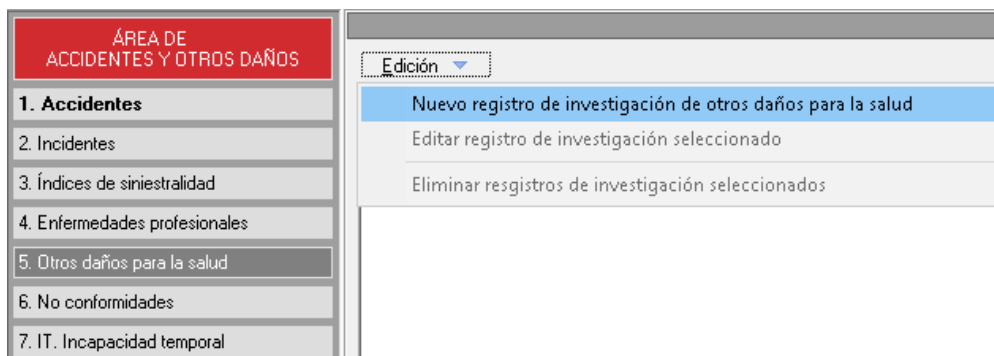 ÁREA DE
ACCIDENTES Y OTROS DAÑOS
1. Accidentes
2. Incidentes
3. Índices de siniestralidad
4. Enfermedades profesionales
5. Otros daños para la salud
6. No conformidades
7. IT. Incapacidad temporal
Edición
Nuevo registro de investigación de otros daños para la salud
Editar registro de investigación seleccionado
Eliminar resgistros de investigación seleccionados